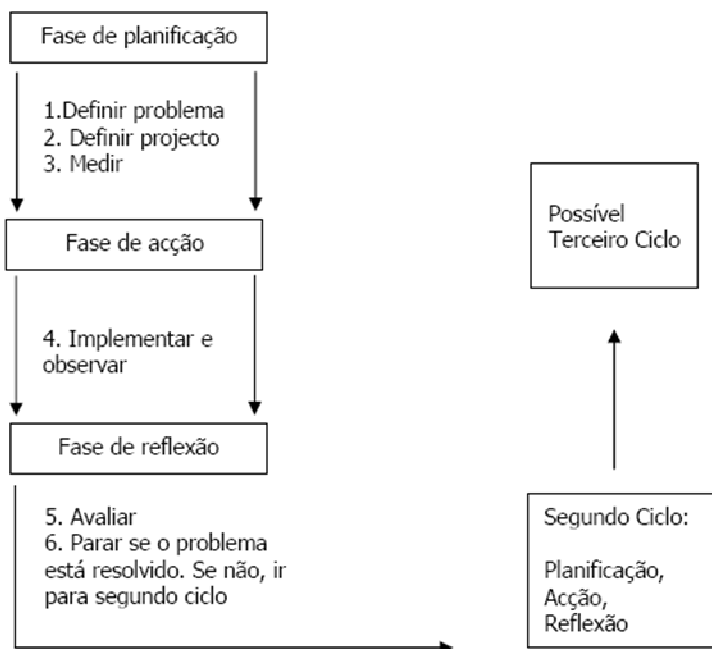 Fase de planificação
1.Definir problema
2. Definir projecto
3. Medir
Fase de acção
4. Implementar e
observar
Fase de reflexão
5. Avaliar
6. Parar se o problema
está resolvido. Se não, ir
para segundo ciclo
Possível
Terceiro Ciclo
Segundo Ciclo:
Planificação,
Acção,
Reflexão